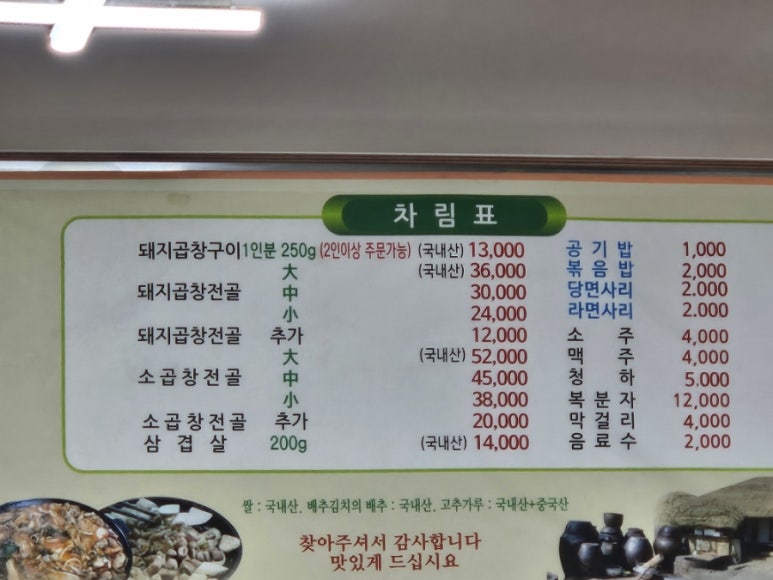 차 림 표
돼지곱창구이 1인분 250g (2인이상 주문가능) (국내산) 13,000
大 (국내산) 36,000
돼지곱창전골 中 30,000
小 24,000
돼지곱창전골 추가 12,000
大 (국내산) 52,000
소곱창전골 中 45,000
小 38,000
소곱창전골 추가 20,000
삼겹살 200g (국내산) 14,000
공기밥 1,000
볶음밥 2,000
당면사리 2.000
라면사리 2.000
소주 4,000
맥주 4,000
청하 5.000
복분자 12,000
막걸리 4,000
음료수 2,000
쌀 : 국내산. 배추김치의 배추 : 국내산. 고추가루 : 국내산+중국산
찾아주셔서 감사합니다
맛있게 드십시요